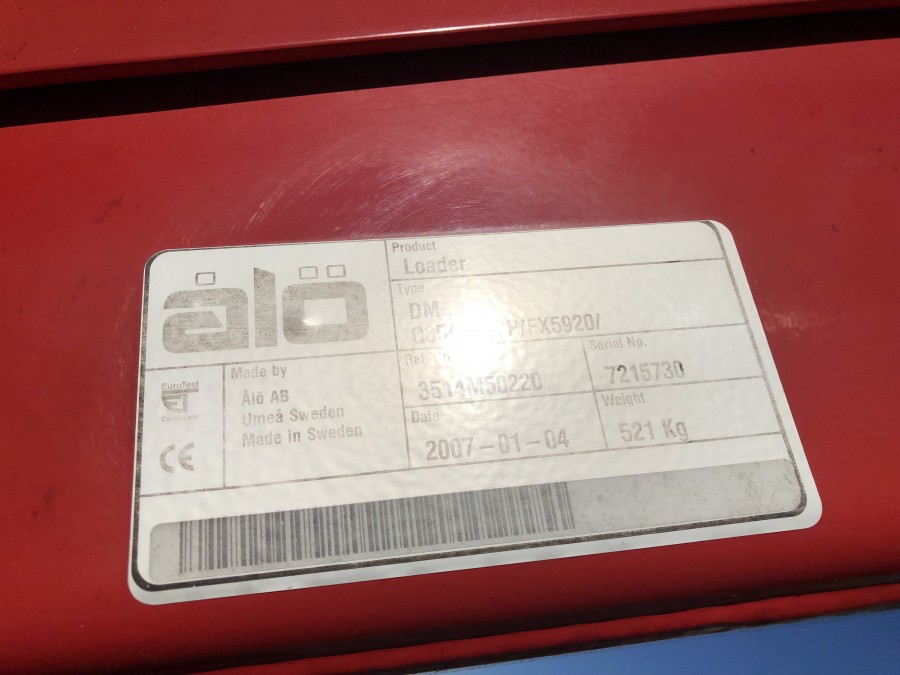 älö
Product
Loader
Type
DM
P/FX5920/
Ref. No.
3514M50220
Serial No.
7215730
Made by
Älö AB
Umeå Sweden
Made in Sweden
Date
2007-01-04
Weight
521 Kg
EuroTest
CE